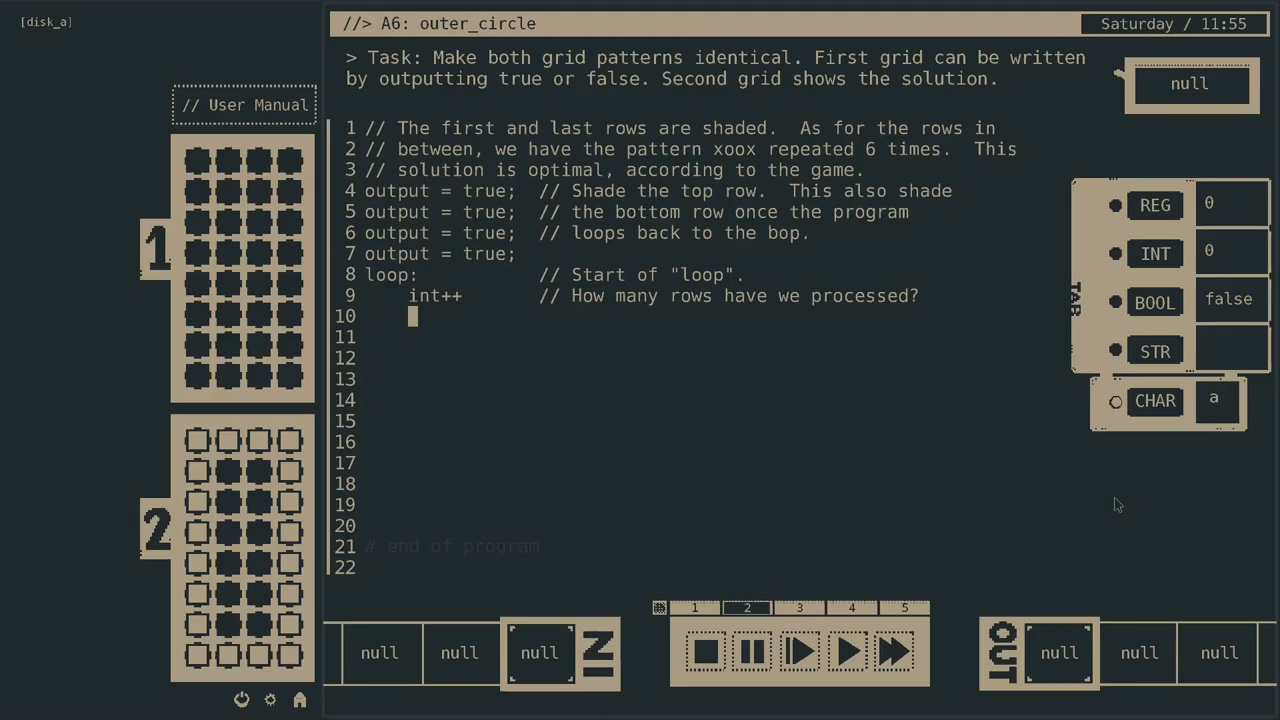 [disk_a]
//> A6: outer_circle
Saturday / 11:55
> Task: Make both grid patterns identical. First grid can be written
by outputting true or false. Second grid shows the solution.
null
// User Manual
1 // The first and last rows are shaded.  As for the rows in
2 // between, we have the pattern xoox repeated 6 times.  This
3 // solution is optimal, according to the game.
4 output = true;  // Shade the top row.  This also shade
5 output = true;  // the bottom row once the program
6 output = true;  // loops back to the bop.
7 output = true;
8 loop:           // Start of "loop".
9     int++       // How many rows have we processed?
10
11
12
13
14
15
16
17
18
19
20
21 # end of program
22
1
2
TAB
REG 0
INT 0
BOOL false
STR
CHAR a
1 2 3 4 5
null null null IN
OUT null null null